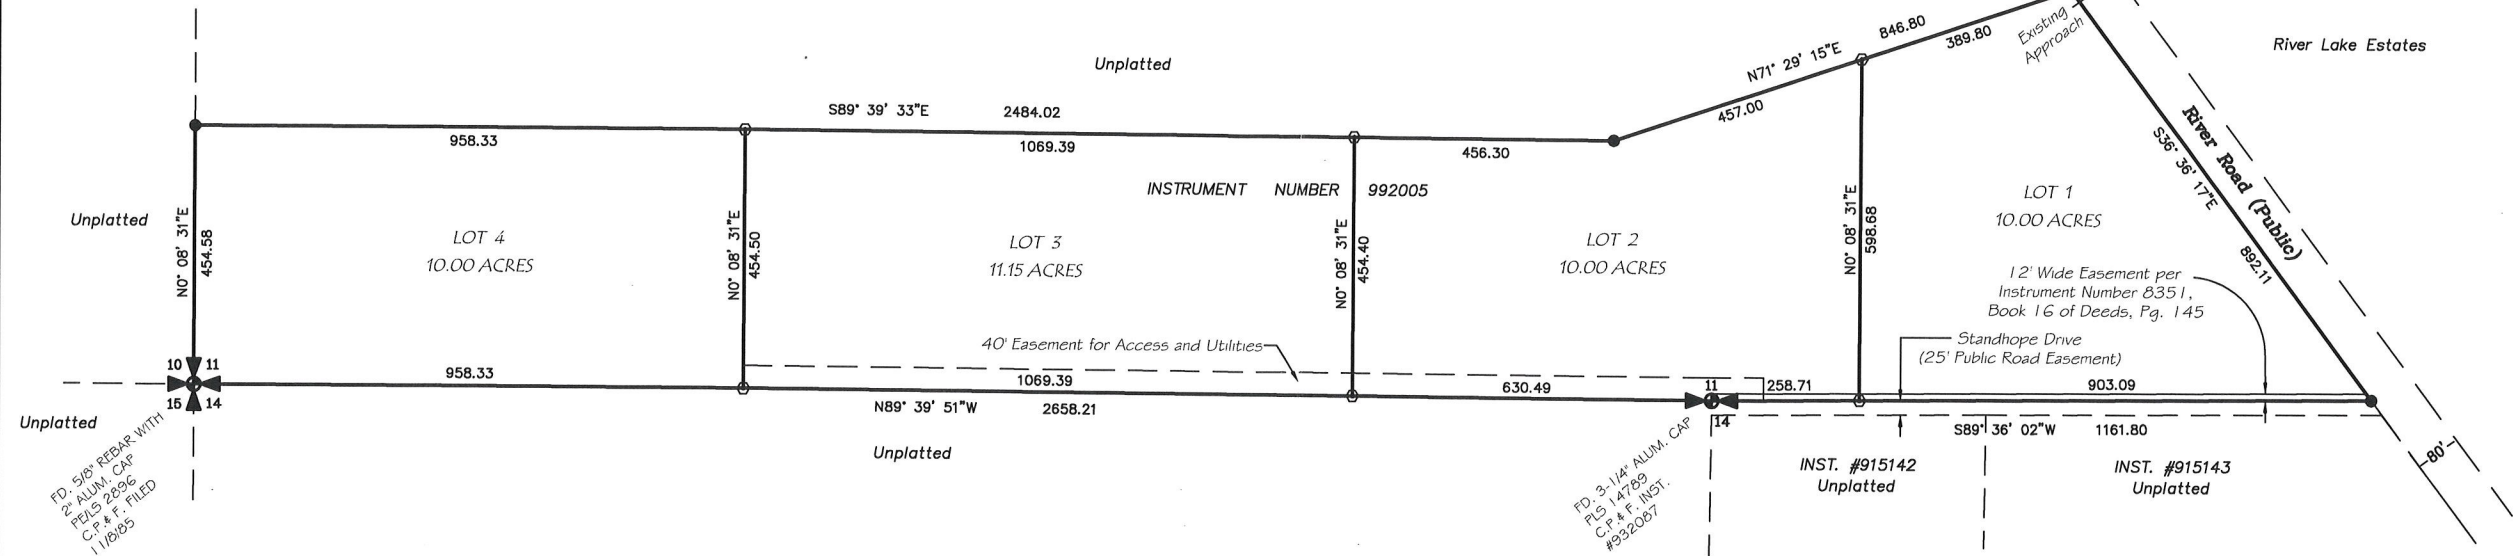 Unplatted
S89° 39' 33"E 2484.02
958.33
1069.39
456.30
N71° 29' 15"E
846.80
457.00
389.80
Existing
Approach
River Lake Estates
River Road (Public)
S36° 36' 17"E
892.11
INSTRUMENT NUMBER 992005
Unplatted
N0° 08' 31"E
454.58
LOT 4
10.00 ACRES
N0° 08' 31"E
454.50
LOT 3
11.15 ACRES
N0° 08' 31"E
454.40
LOT 2
10.00 ACRES
N0° 08' 31"E
598.68
LOT 1
10.00 ACRES
12' Wide Easement per
Instrument Number 8351,
Book 16 of Deeds, Pg. 145
Standhope Drive
(25' Public Road Easement)
40' Easement for Access and Utilities
10 11
15 14
958.33
1069.39
630.49
11
14
258.71
903.09
N89° 39' 51"W 2658.21
S89° 36' 02"W 1161.80
Unplatted
Unplatted
FD. 5/8" REBAR WITH
2" ALUM. CAP
PE/LS 2896
C.P.& F. FILED
11/8/85
FD. 3-1/4" ALUM. CAP
PLS 14789
C.P.& F. INST.
#932087
INST. #915142
Unplatted
INST. #915143
Unplatted
80'